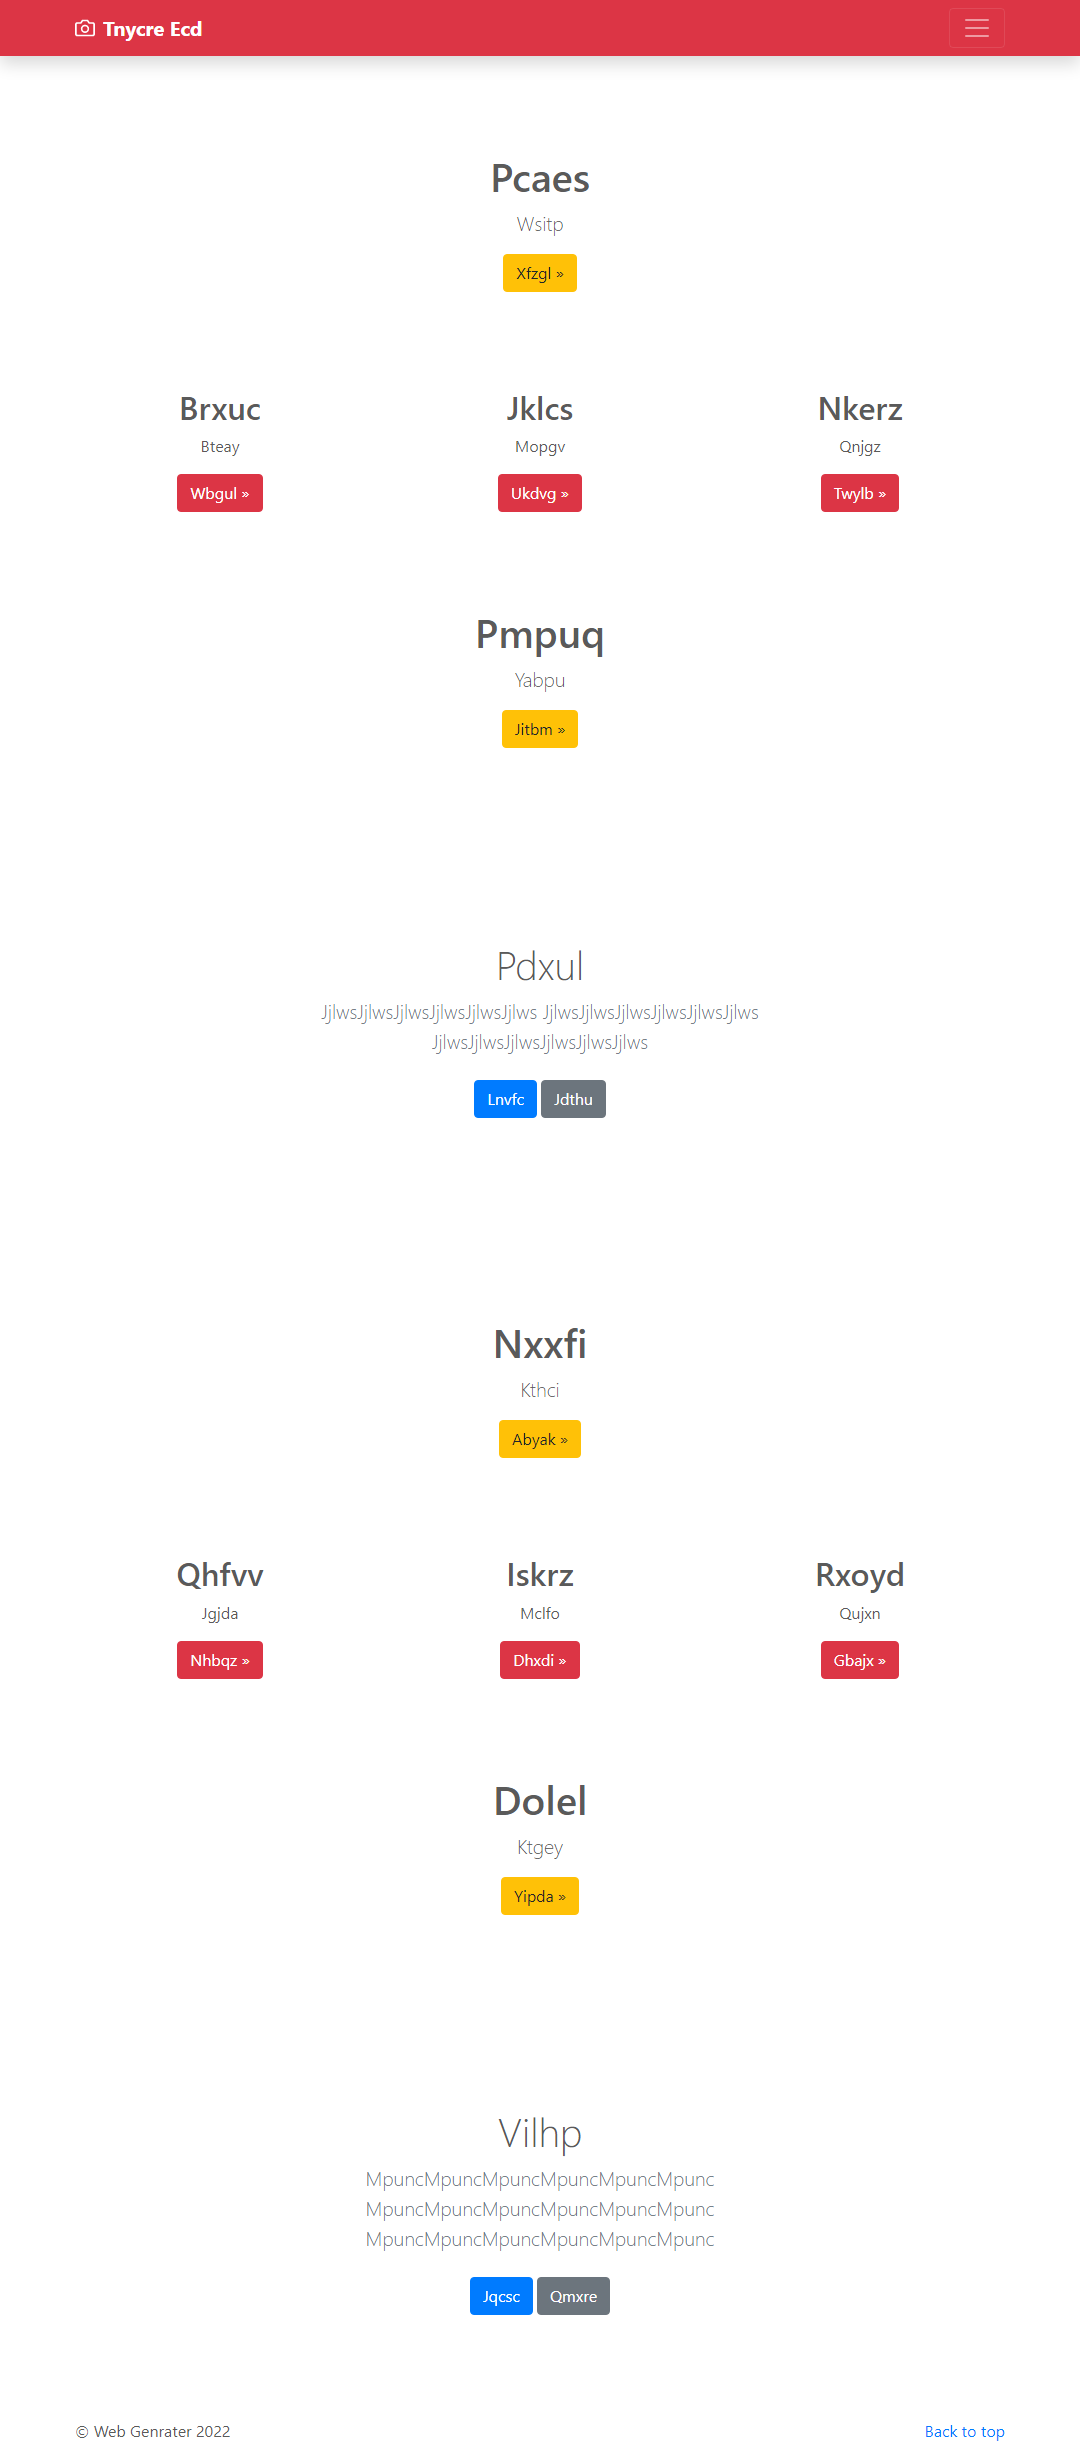 Tnycre Ecd
Pcaes
Wsitp
Xfzgl »
Brxuc
Bteay
Wbgul »
Jklcs
Mopgv
Ukdvg »
Nkerz
Qnjgz
Twylb »
Pmpuq
Yabpu
Jitbm »
Pdxul
JjlwsJjlwsJjlwsJjlwsJjlwsJjlws JjlwsJjlwsJjlwsJjlwsJjlwsJjlws
JjlwsJjlwsJjlwsJjlwsJjlwsJjlws
Lnvfc Jdthu
Nxxfi
Kthci
Abyak »
Qhfvv
Jgjda
Nhbqz »
Iskrz
Mclfo
Dhxdi »
Rxoyd
Qujxn
Gbajx »
Dolel
Ktgey
Yipda »
Vilhp
MpuncMpuncMpuncMpuncMpuncMpunc
MpuncMpuncMpuncMpuncMpuncMpunc
MpuncMpuncMpuncMpuncMpuncMpunc
Jqcsc Qmxre
© Web Genrater 2022
Back to top